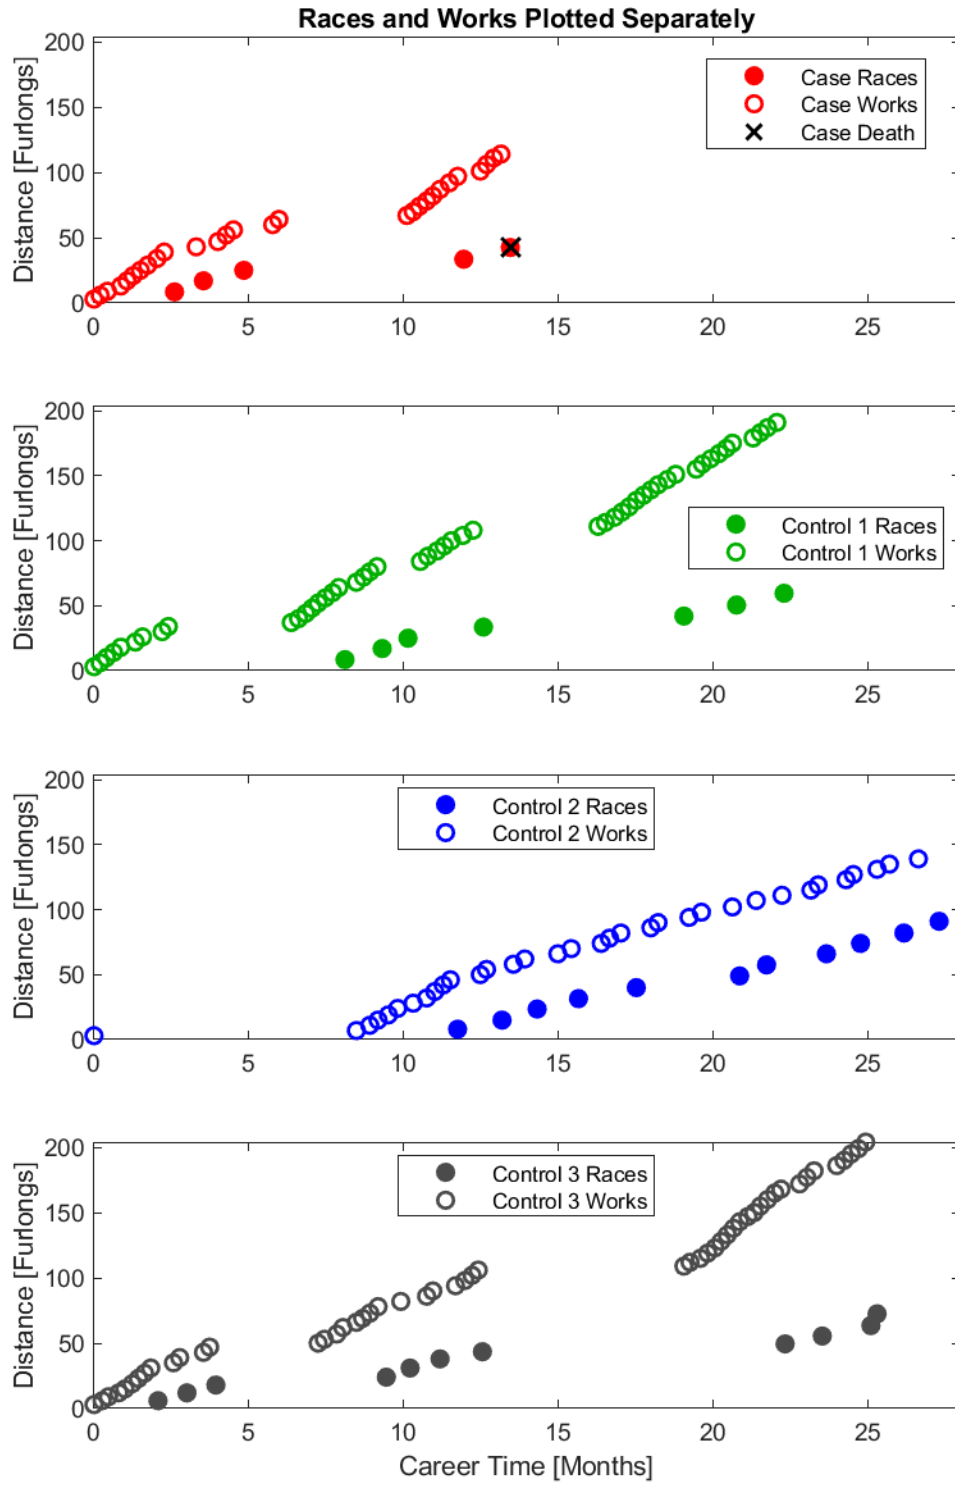 Races and Works Plotted Separately
200
150
100
50
0
Distance [Furlongs]
Case Races
Case Works
Case Death
0 5 10 15 20 25
200
150
100
50
0
Distance [Furlongs]
Control 1 Races
Control 1 Works
0 5 10 15 20 25
200
150
100
50
0
Distance [Furlongs]
Control 2 Races
Control 2 Works
0 5 10 15 20 25
200
150
100
50
0
Distance [Furlongs]
Control 3 Races
Control 3 Works
0 5 10 15 20 25
Career Time [Months]